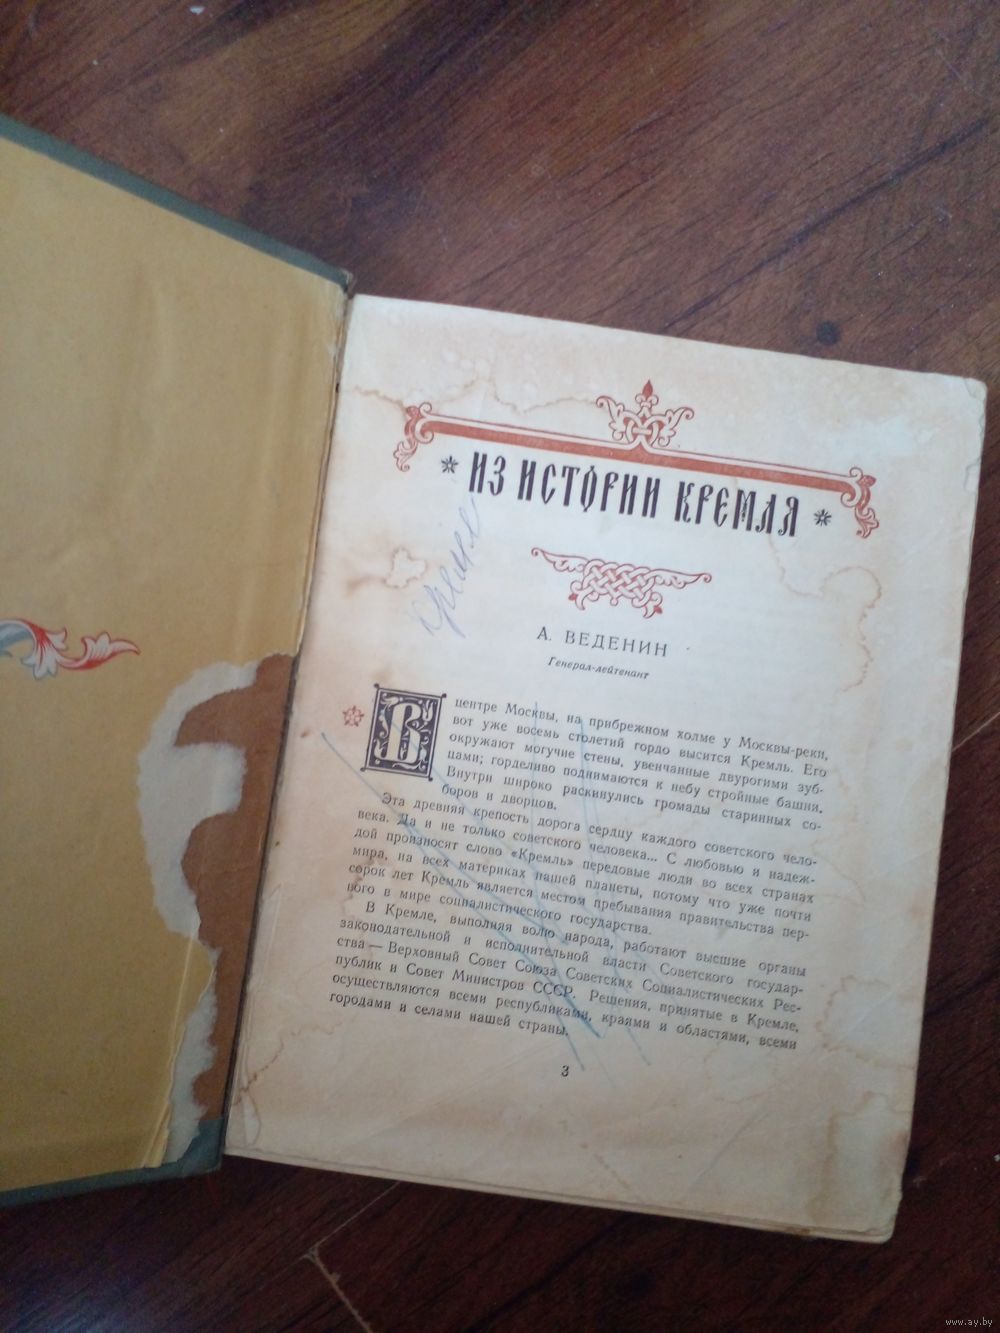 ИЗ ИСТОРИИ КРЕМЛЯ
А. ВЕДЕНИН
Генерал-лейтенант
В центре Москвы, на прибрежном холме у Москвы-реки,
вот уже восемь столетий гордо высится Кремль. Его
окружают могучие стены, увенчанные двурогими зуб-
цами; горделиво поднимаются к небу стройные башни.
Внутри широко раскинулись громады старинных со-
боров и дворцов.
Эта древняя крепость дорога сердцу каждого советского чело-
века. Да и не только советского человека... С любовью и надеж-
дой произносят слово «Кремль» передовые люди во всех странах
мира, на всех материках нашей планеты, потому что уже почти
сорок лет Кремль является местом пребывания правительства пер-
вого в мире социалистического государства.
В Кремле, выполняя волю народа, работают высшие органы
законодательной и исполнительной власти Советского государ-
ства — Верховный Совет Союза Советских Социалистических Рес-
публик и Совет Министров СССР. Решения, принятые в Кремле,
осуществляются всеми республиками, краями и областями, всеми
городами и селами нашей страны.
3
www.ay.by